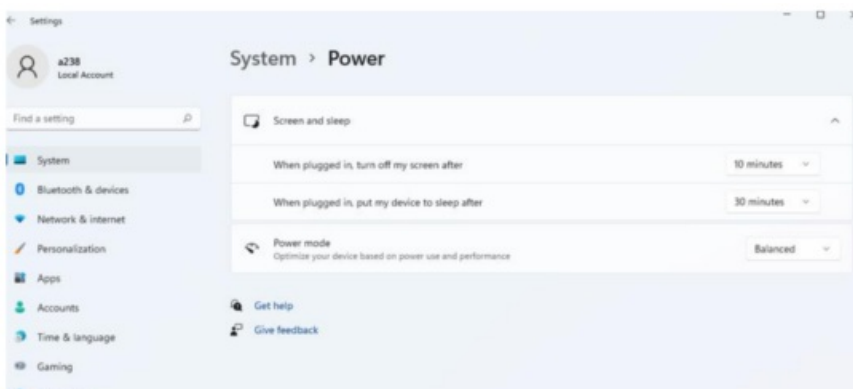 Settings
a238
Local Account
Find a setting
System
Bluetooth & devices
Network & internet
Personalization
Apps
Accounts
Time & language
Gaming
System > Power
Screen and sleep
When plugged in, turn off my screen after
10 minutes
When plugged in, put my device to sleep after
30 minutes
Power mode
Optimize your device based on power use and performance
Balanced
Get help
Give feedback